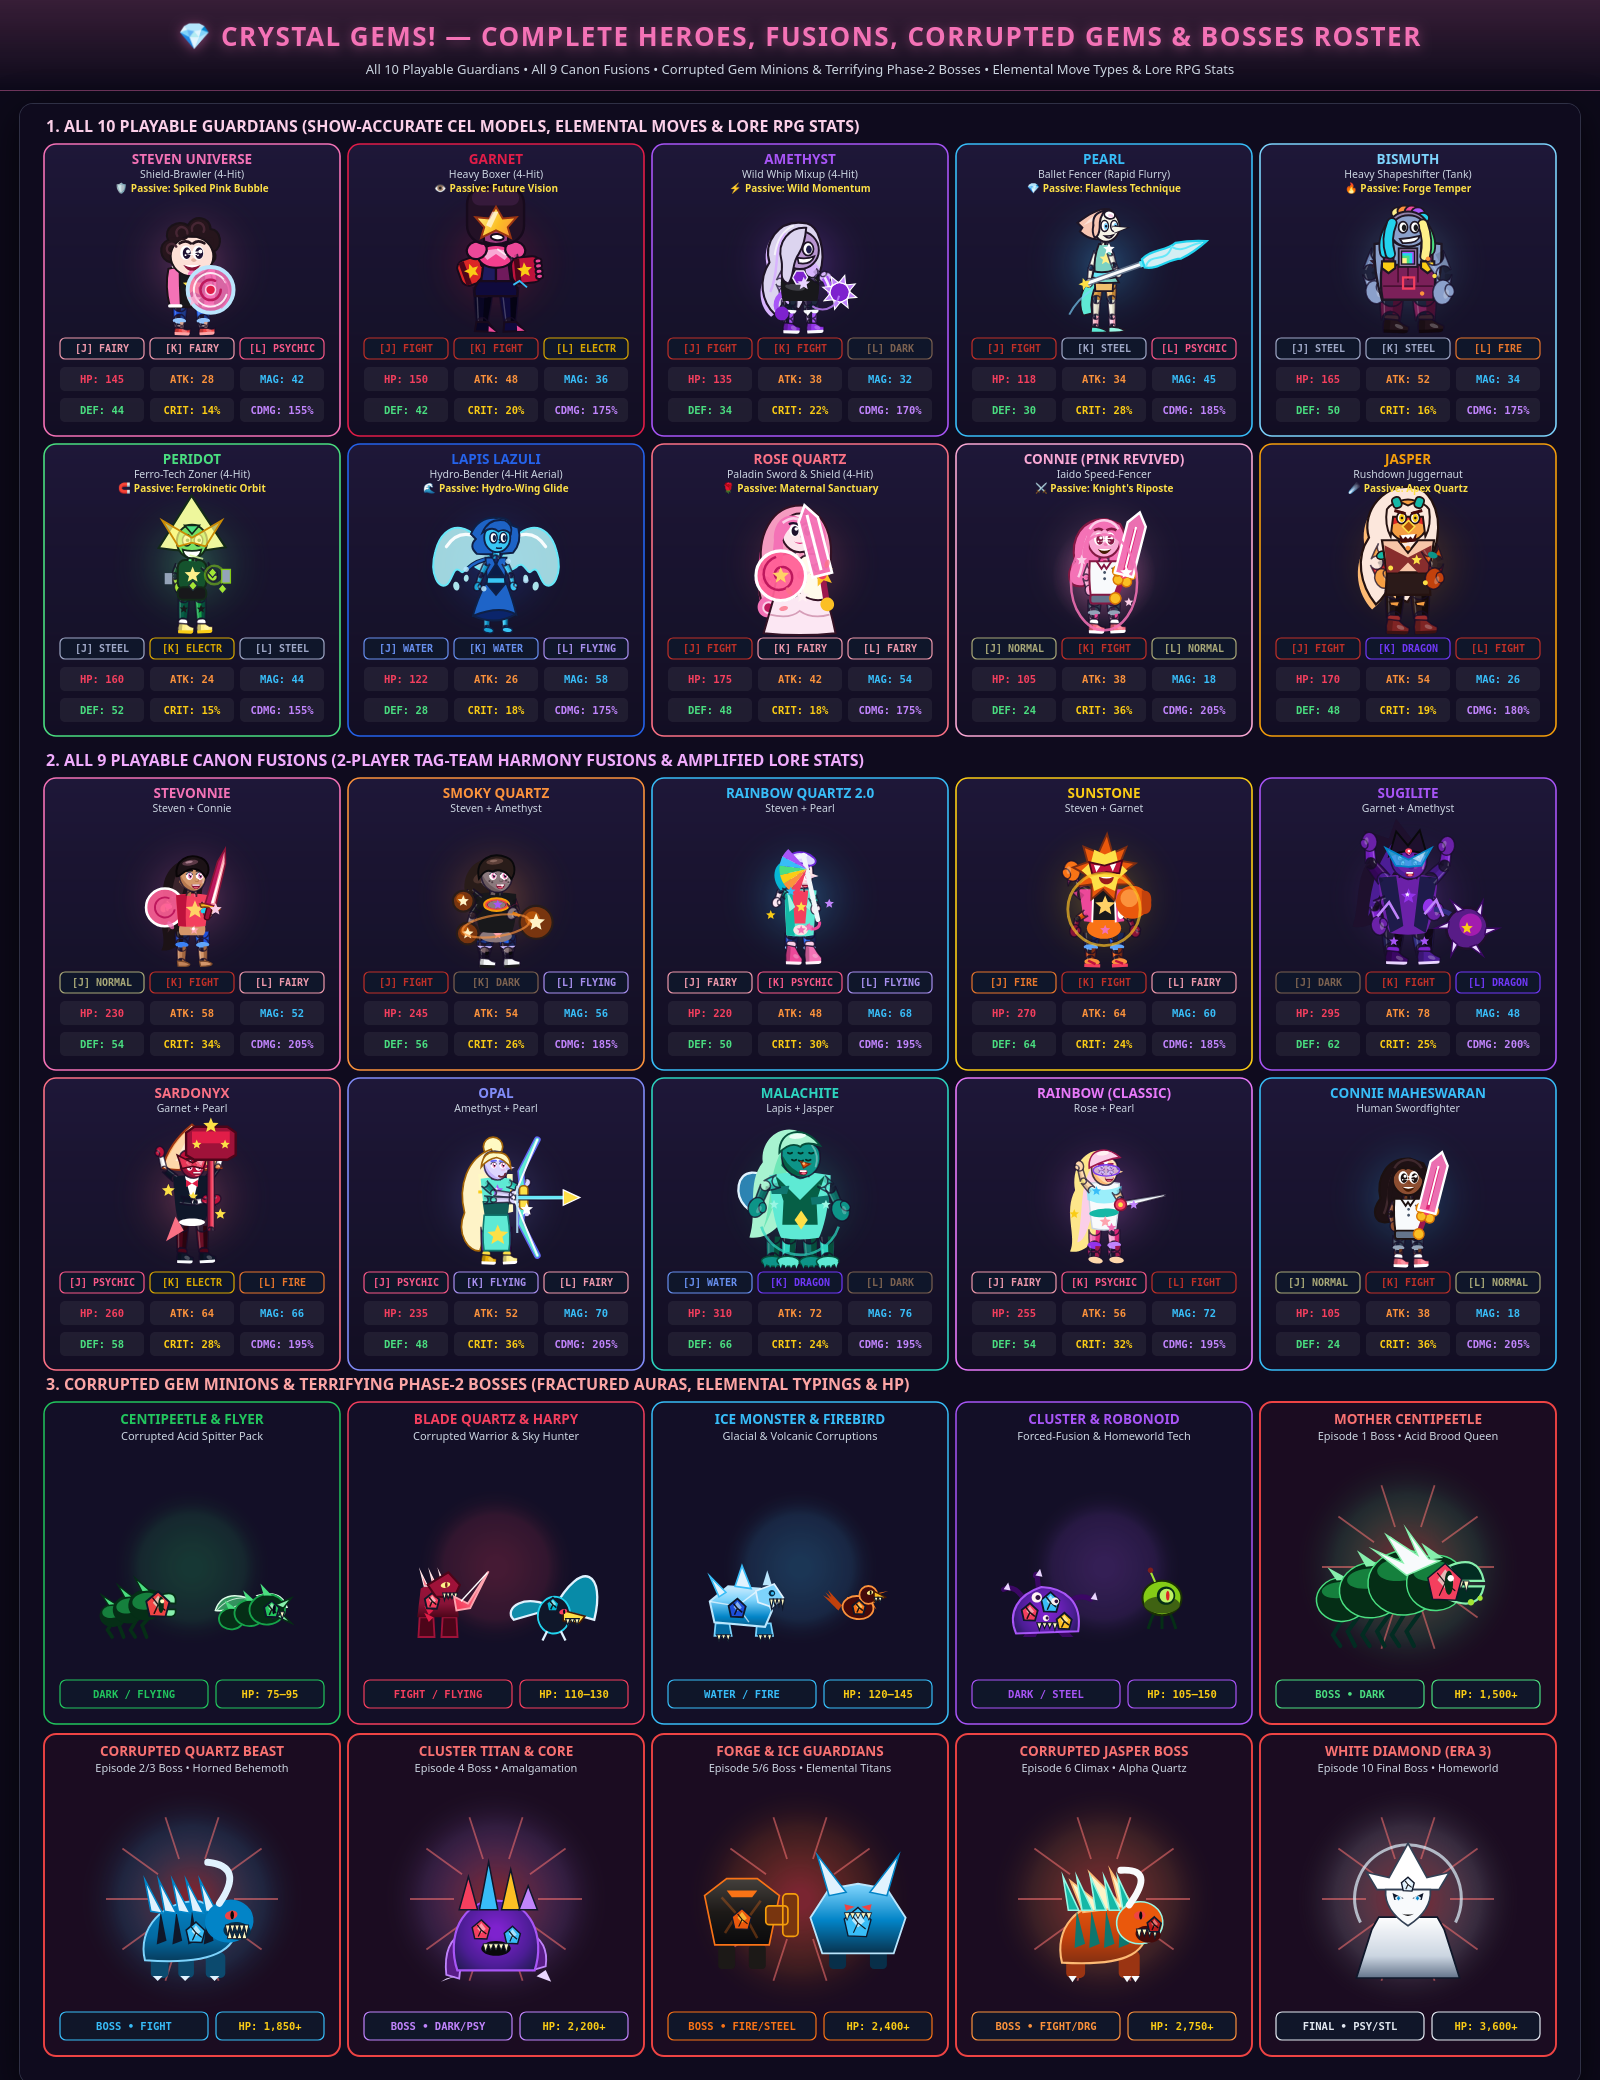 💎 CRYSTAL GEMS! — COMPLETE HEROES, FUSIONS, CORRUPTED GEMS & BOSSES ROSTER
All 10 Playable Guardians • All 9 Canon Fusions • Corrupted Gem Minions & Terrifying Phase-2 Bosses • Elemental Move Types & Lore RPG Stats
1. ALL 10 PLAYABLE GUARDIANS (SHOW-ACCURATE CEL MODELS, ELEMENTAL MOVES & LORE RPG STATS)
STEVEN UNIVERSE
Shield-Brawler (4-Hit)
🛡️ Passive: Spiked Pink Bubble
[J] FAIRY [K] FAIRY [L] PSYCHIC
HP: 145 ATK: 28 MAG: 42
DEF: 44 CRIT: 14% CDMG: 155%
GARNET
Heavy Boxer (4-Hit)
👁️ Passive: Future Vision
[J] FIGHT [K] FIGHT [L] ELECTR
HP: 150 ATK: 48 MAG: 36
DEF: 42 CRIT: 20% CDMG: 175%
AMETHYST
Wild Whip Mixup (4-Hit)
⚡ Passive: Wild Momentum
[J] FIGHT [K] FIGHT [L] DARK
HP: 135 ATK: 38 MAG: 32
DEF: 34 CRIT: 22% CDMG: 170%
PEARL
Ballet Fencer (Rapid Flurry)
💎 Passive: Flawless Technique
[J] FIGHT [K] STEEL [L] PSYCHIC
HP: 118 ATK: 34 MAG: 45
DEF: 30 CRIT: 28% CDMG: 185%
BISMUTH
Heavy Shapeshifter (Tank)
🔥 Passive: Forge Temper
[J] STEEL [K] STEEL [L] FIRE
HP: 165 ATK: 52 MAG: 34
DEF: 50 CRIT: 16% CDMG: 175%
PERIDOT
Ferro-Tech Zoner (4-Hit)
🧲 Passive: Ferrokinetic Orbit
[J] STEEL [K] ELECTR [L] STEEL
HP: 160 ATK: 24 MAG: 44
DEF: 52 CRIT: 15% CDMG: 155%
LAPIS LAZULI
Hydro-Bender (4-Hit Aerial)
🌊 Passive: Hydro-Wing Glide
[J] WATER [K] WATER [L] FLYING
HP: 122 ATK: 26 MAG: 58
DEF: 28 CRIT: 18% CDMG: 175%
ROSE QUARTZ
Paladin Sword & Shield (4-Hit)
🌹 Passive: Maternal Sanctuary
[J] FIGHT [K] FAIRY [L] FAIRY
HP: 175 ATK: 42 MAG: 54
DEF: 48 CRIT: 18% CDMG: 175%
CONNIE (PINK REVIVED)
Iaido Speed-Fencer
⚔️ Passive: Knight's Riposte
[J] NORMAL [K] FIGHT [L] NORMAL
HP: 105 ATK: 38 MAG: 18
DEF: 24 CRIT: 36% CDMG: 205%
JASPER
Rushdown Juggernaut
☄️ Passive: Apex Quartz
[J] FIGHT [K] DRAGON [L] FIGHT
HP: 170 ATK: 54 MAG: 26
DEF: 48 CRIT: 19% CDMG: 180%
2. ALL 9 PLAYABLE CANON FUSIONS (2-PLAYER TAG-TEAM HARMONY FUSIONS & AMPLIFIED LORE STATS)
STEVONNIE
Steven + Connie
[J] NORMAL [K] FIGHT [L] FAIRY
HP: 230 ATK: 58 MAG: 52
DEF: 54 CRIT: 34% CDMG: 205%
SMOKY QUARTZ
Steven + Amethyst
[J] FIGHT [K] DARK [L] FLYING
HP: 245 ATK: 54 MAG: 56
DEF: 56 CRIT: 26% CDMG: 185%
RAINBOW QUARTZ 2.0
Steven + Pearl
[J] FAIRY [K] PSYCHIC [L] FLYING
HP: 220 ATK: 48 MAG: 68
DEF: 50 CRIT: 30% CDMG: 195%
SUNSTONE
Steven + Garnet
[J] FIRE [K] FIGHT [L] FAIRY
HP: 270 ATK: 64 MAG: 60
DEF: 64 CRIT: 24% CDMG: 185%
SUGILITE
Garnet + Amethyst
[J] DARK [K] FIGHT [L] DRAGON
HP: 295 ATK: 78 MAG: 48
DEF: 62 CRIT: 25% CDMG: 200%
SARDONYX
Garnet + Pearl
[J] PSYCHIC [K] ELECTR [L] FIRE
HP: 260 ATK: 64 MAG: 66
DEF: 58 CRIT: 28% CDMG: 195%
OPAL
Amethyst + Pearl
[J] PSYCHIC [K] FLYING [L] FAIRY
HP: 235 ATK: 52 MAG: 70
DEF: 48 CRIT: 36% CDMG: 205%
MALACHITE
Lapis + Jasper
[J] WATER [K] DRAGON [L] DARK
HP: 310 ATK: 72 MAG: 76
DEF: 66 CRIT: 24% CDMG: 195%
RAINBOW (CLASSIC)
Rose + Pearl
[J] FAIRY [K] PSYCHIC [L] FIGHT
HP: 255 ATK: 56 MAG: 72
DEF: 54 CRIT: 32% CDMG: 195%
CONNIE MAHESWARAN
Human Swordfighter
[J] NORMAL [K] FIGHT [L] NORMAL
HP: 105 ATK: 38 MAG: 18
DEF: 24 CRIT: 36% CDMG: 205%
3. CORRUPTED GEM MINIONS & TERRIFYING PHASE-2 BOSSES (FRACTURED AURAS, ELEMENTAL TYPINGS & HP)
CENTIPEETLE & FLYER
Corrupted Acid Spitter Pack
DARK / FLYING HP: 75–95
BLADE QUARTZ & HARPY
Corrupted Warrior & Sky Hunter
FIGHT / FLYING HP: 110–130
ICE MONSTER & FIREBIRD
Glacial & Volcanic Corruptions
WATER / FIRE HP: 120–145
CLUSTER & ROBONOID
Forced-Fusion & Homeworld Tech
DARK / STEEL HP: 105–150
MOTHER CENTIPEETLE
Episode 1 Boss • Acid Brood Queen
BOSS • DARK HP: 1,500+
CORRUPTED QUARTZ BEAST
Episode 2/3 Boss • Horned Behemoth
BOSS • FIGHT HP: 1,850+
CLUSTER TITAN & CORE
Episode 4 Boss • Amalgamation
BOSS • DARK/PSY HP: 2,200+
FORGE & ICE GUARDIANS
Episode 5/6 Boss • Elemental Titans
BOSS • FIRE/STEEL HP: 2,400+
CORRUPTED JASPER BOSS
Episode 6 Climax • Alpha Quartz
BOSS • FIGHT/DRG HP: 2,750+
WHITE DIAMOND (ERA 3)
Episode 10 Final Boss • Homeworld
FINAL • PSY/STL HP: 3,600+